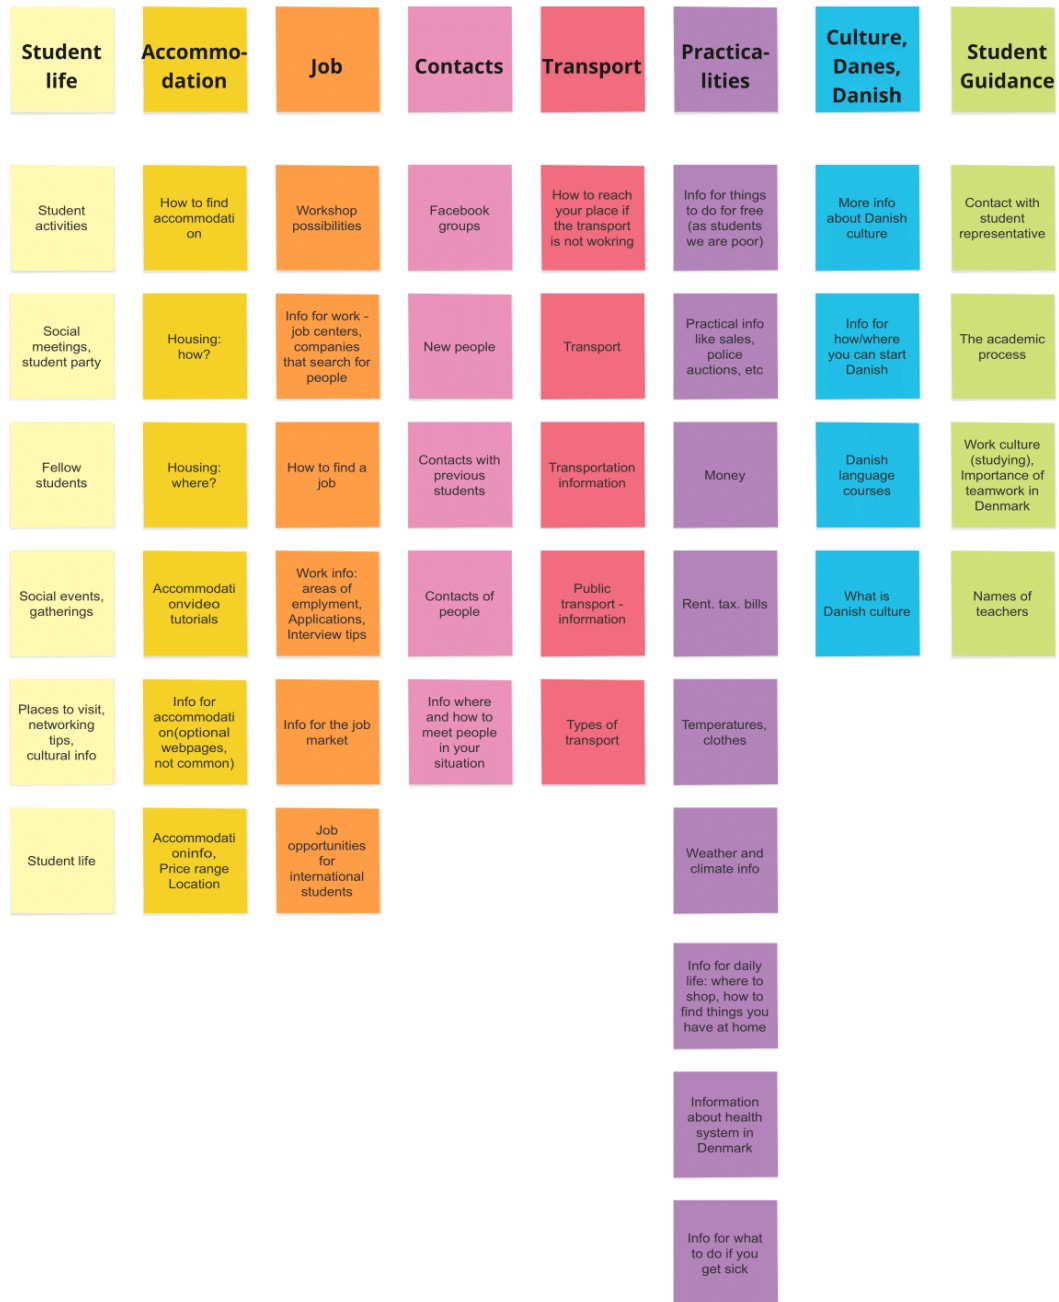 Student
life
Accommo-
dation
Job
Contacts
Transport
Practica-
lities
Culture,
Danes,
Danish
Student
Guidance
Student
activities
How to find
accommodati
on
Workshop
possibilities
Facebook
groups
How to reach
your place if
the transport
is not wokring
Info for things
to do for free
(as students
we are poor)
More info
about Danish
culture
Contact with
student
representative
Social
meetings,
student party
Housing:
how?
Info for work -
job centers,
companies
that search for
people
New people
Transport
Practical info
like sales,
police
auctions, etc
Info for
how/where
you can start
Danish
The academic
process
Fellow
students
Housing:
where?
How to find a
job
Contacts with
previous
students
Transportation
information
Money
Danish
language
courses
Work culture
(studying),
Importance of
teamwork in
Denmark
Social events,
gatherings
Accommodati
onvideo
tutorials
Work info:
areas of
emplyment,
Applications,
Interview tips
Contacts of
people
Public
transport -
information
Rent. tax. bills
What is
Danish culture
Names of
teachers
Places to visit,
networking
tips,
cultural info
Info for
accommodati
on(optional
webpages,
not common)
Info for the job
market
Info where
and how to
meet people
in your
situation
Types of
transport
Temperatures,
clothes
Student life
Accommodati
oninfo,
Price range
Location
Job
opportunities
for
international
students
Weather and
climate info
Info for daily
life: where to
shop, how to
find things you
have at home
Information
about health
system in
Denmark
Info for what
to do if you
get sick